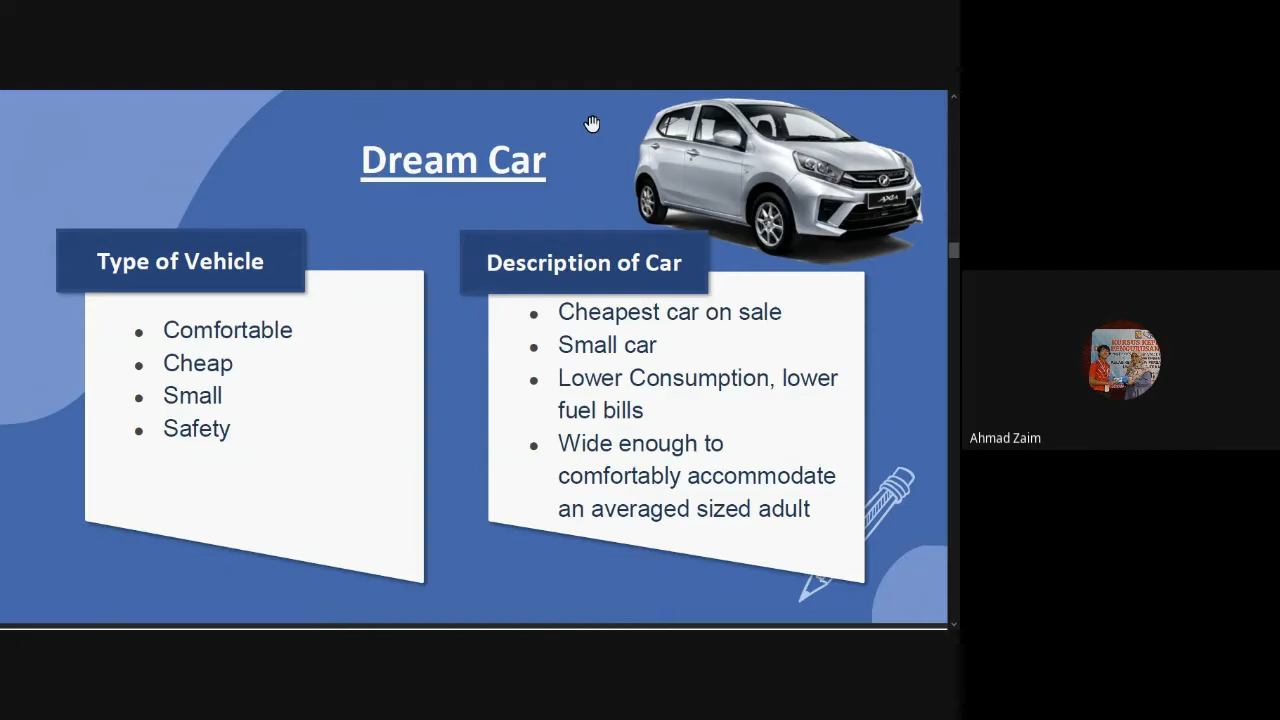 Dream Car
AXIA
Type of Vehicle
Comfortable
Cheap
Small
Safety
Description of Car
Cheapest car on sale
Small car
Lower Consumption, lower
fuel bills
Wide enough to
comfortably accommodate
an averaged sized adult
Ahmad Zaim